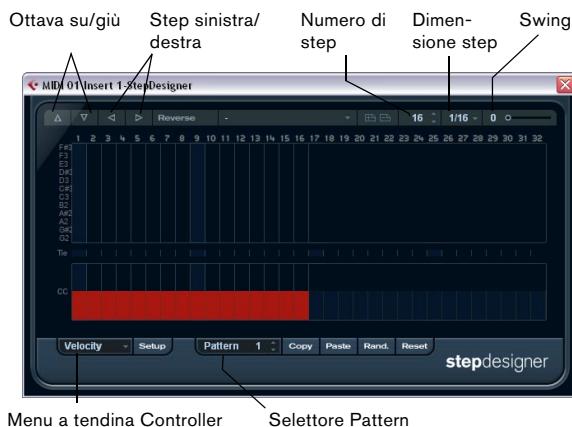 Ottava su/giù
Step sinistra/
destra
Numero di
step
Dimen-
sione step
Swing
MIDI 01 Insert 1-StepDesigner
Reverse - 16 1/16 0
1 2 3 4 5 6 7 8 9 10 11 12 13 14 15 16 17 18 19 20 21 22 23 24 25 26 27 28 29 30 31 32
F#3
F3
E3
D#3
D3
C#3
C3
B2
A#2
A2
G#2
G2
Tie
CC
Velocity Setup Pattern 1 Copy Paste Rand. Reset
stepdesigner
Menu a tendina Controller
Selettore Pattern